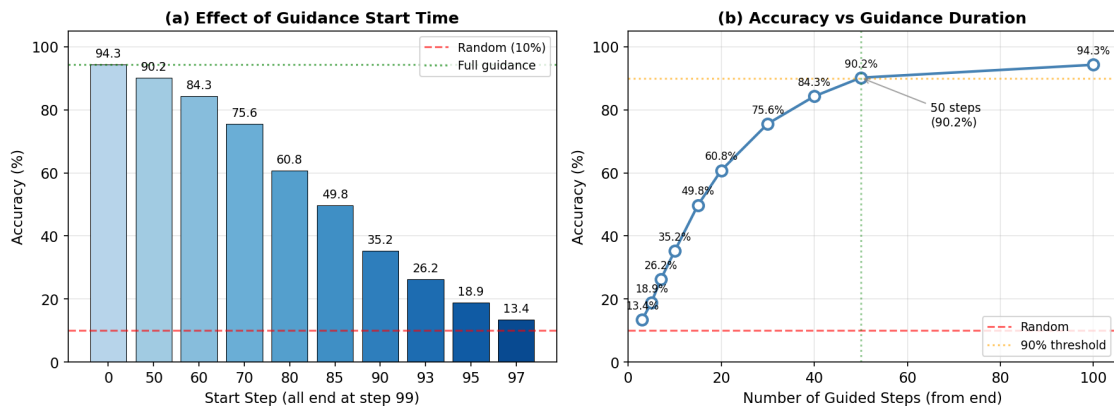 (a) Effect of Guidance Start Time
Accuracy (%)
100
80
60
40
20
0
94.3
90.2
84.3
75.6
60.8
49.8
35.2
26.2
18.9
13.4
Random (10%)
Full guidance
0 50 60 70 80 85 90 93 95 97
Start Step (all end at step 99)
(b) Accuracy vs Guidance Duration
Accuracy (%)
100
80
60
40
20
0
13.4%
18.9%
26.2%
35.2%
49.8%
60.8%
75.6%
84.3%
90.2%
94.3%
50 steps
(90.2%)
Random
90% threshold
0 20 40 60 80 100
Number of Guided Steps (from end)